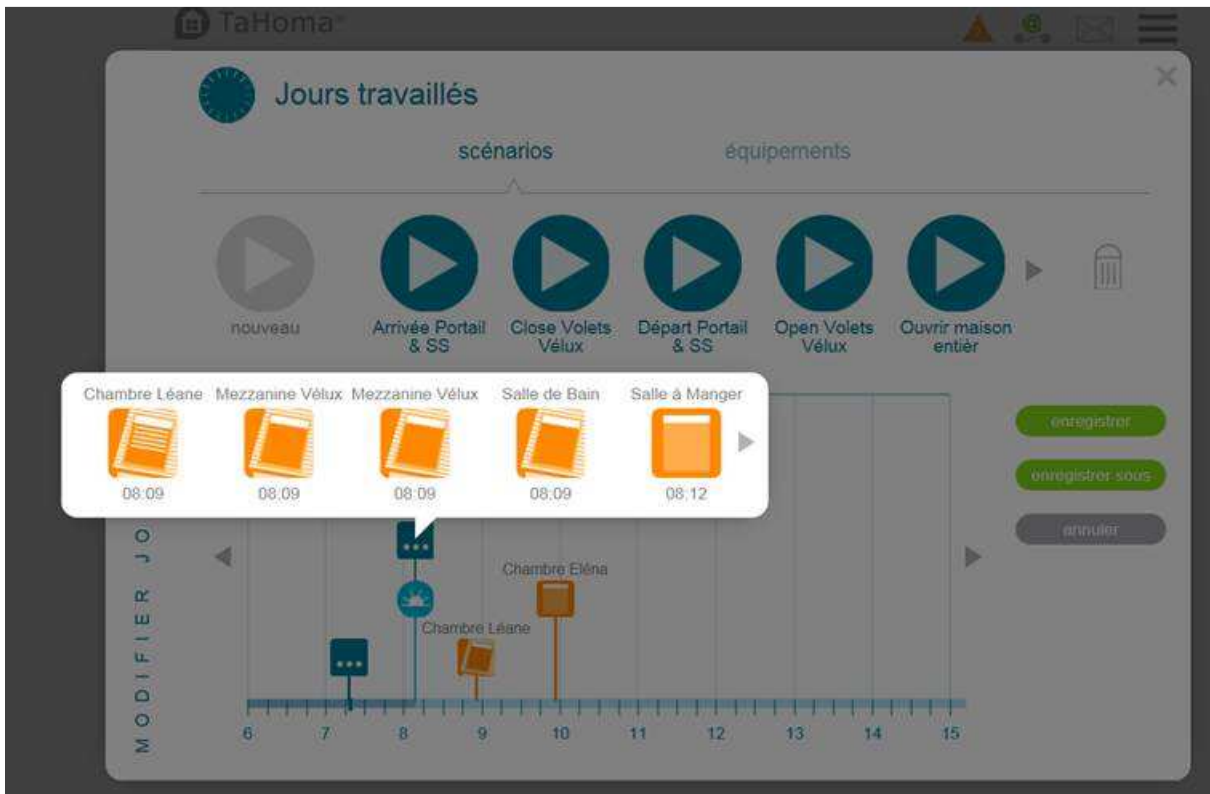 TaHoma®
Jours travaillés
scénarios
équipements
nouveau
Arrivée Portail
& SS
Close Volets
Vélux
Départ Portail
& SS
Open Volets
Vélux
Ouvrir maison
entièr
Chambre Léane
Mezzanine Vélux
Mezzanine Vélux
Salle de Bain
Salle à Manger
08:09
08:09
08:09
08:09
08:12
enregistrer
enregistrer sous
annuler
MODIFIER JO
Chambre Eléna
Chambre Léane
6 7 8 9 10 11 12 13 14 15